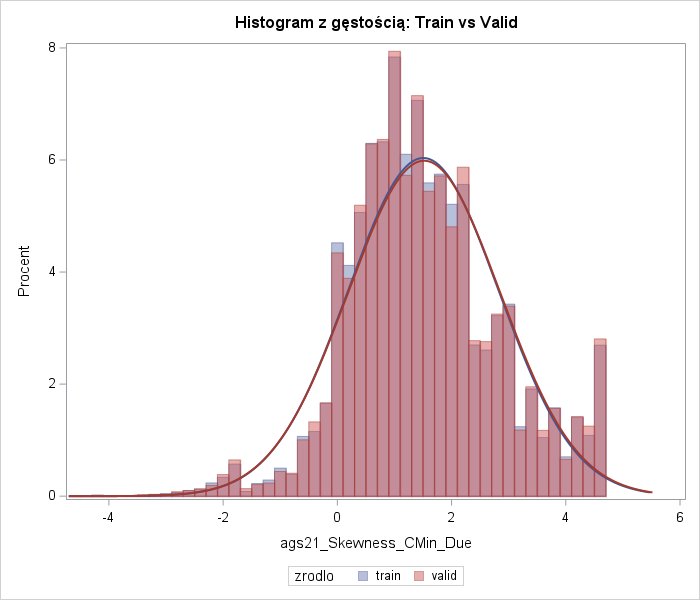 Histogram z gęstością: Train vs Valid
8
6
4
2
0
Procent
-4 -2 0 2 4 6
ags21_Skewness_CMin_Due
zrodlo train valid